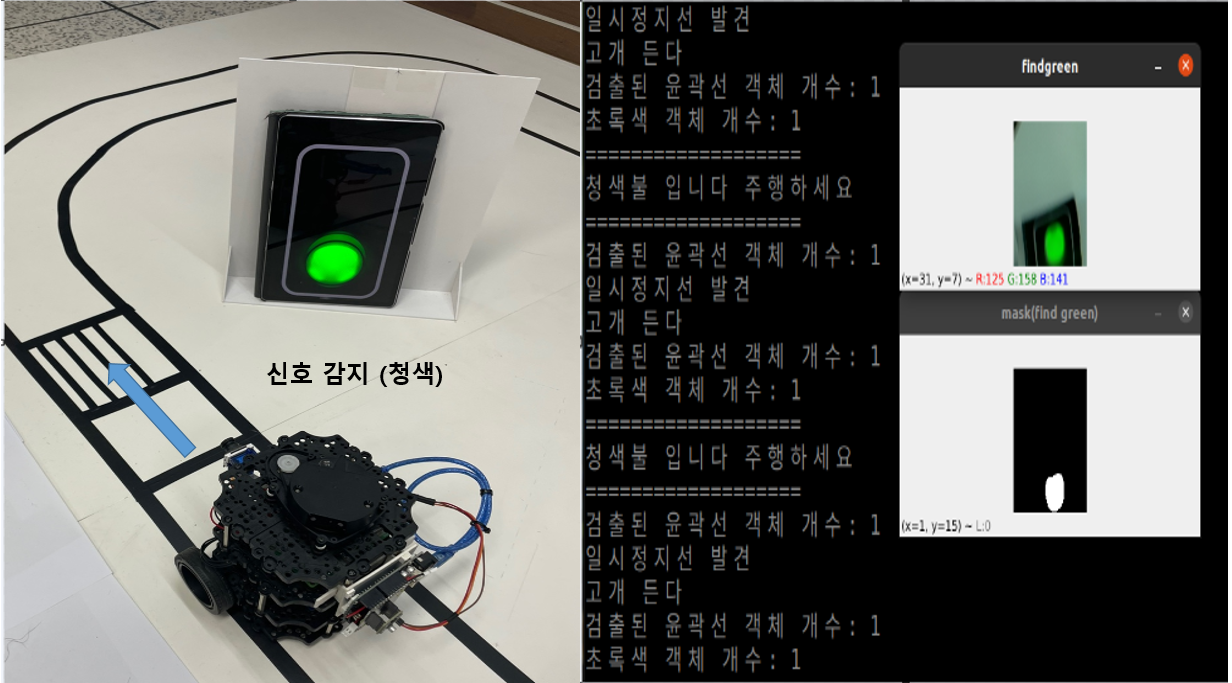 신호 감지 (청색)
일시정지선 발견
고개 든다
검출된 윤곽선 객체 개수: 1
초록색 객체 개수: 1
===================
청색불 입니다 주행하세요
===================
검출된 윤곽선 객체 개수: 1
일시정지선 발견
고개 든다
검출된 윤곽선 객체 개수: 1
초록색 객체 개수: 1
===================
청색불 입니다 주행하세요
===================
검출된 윤곽선 객체 개수: 1
일시정지선 발견
고개 든다
검출된 윤곽선 객체 개수: 1
초록색 객체 개수: 1
findgreen
(x=31, y=7) ~ R:125 G:158 B:141
mask(find green)
(x=1, y=15) ~ L:0